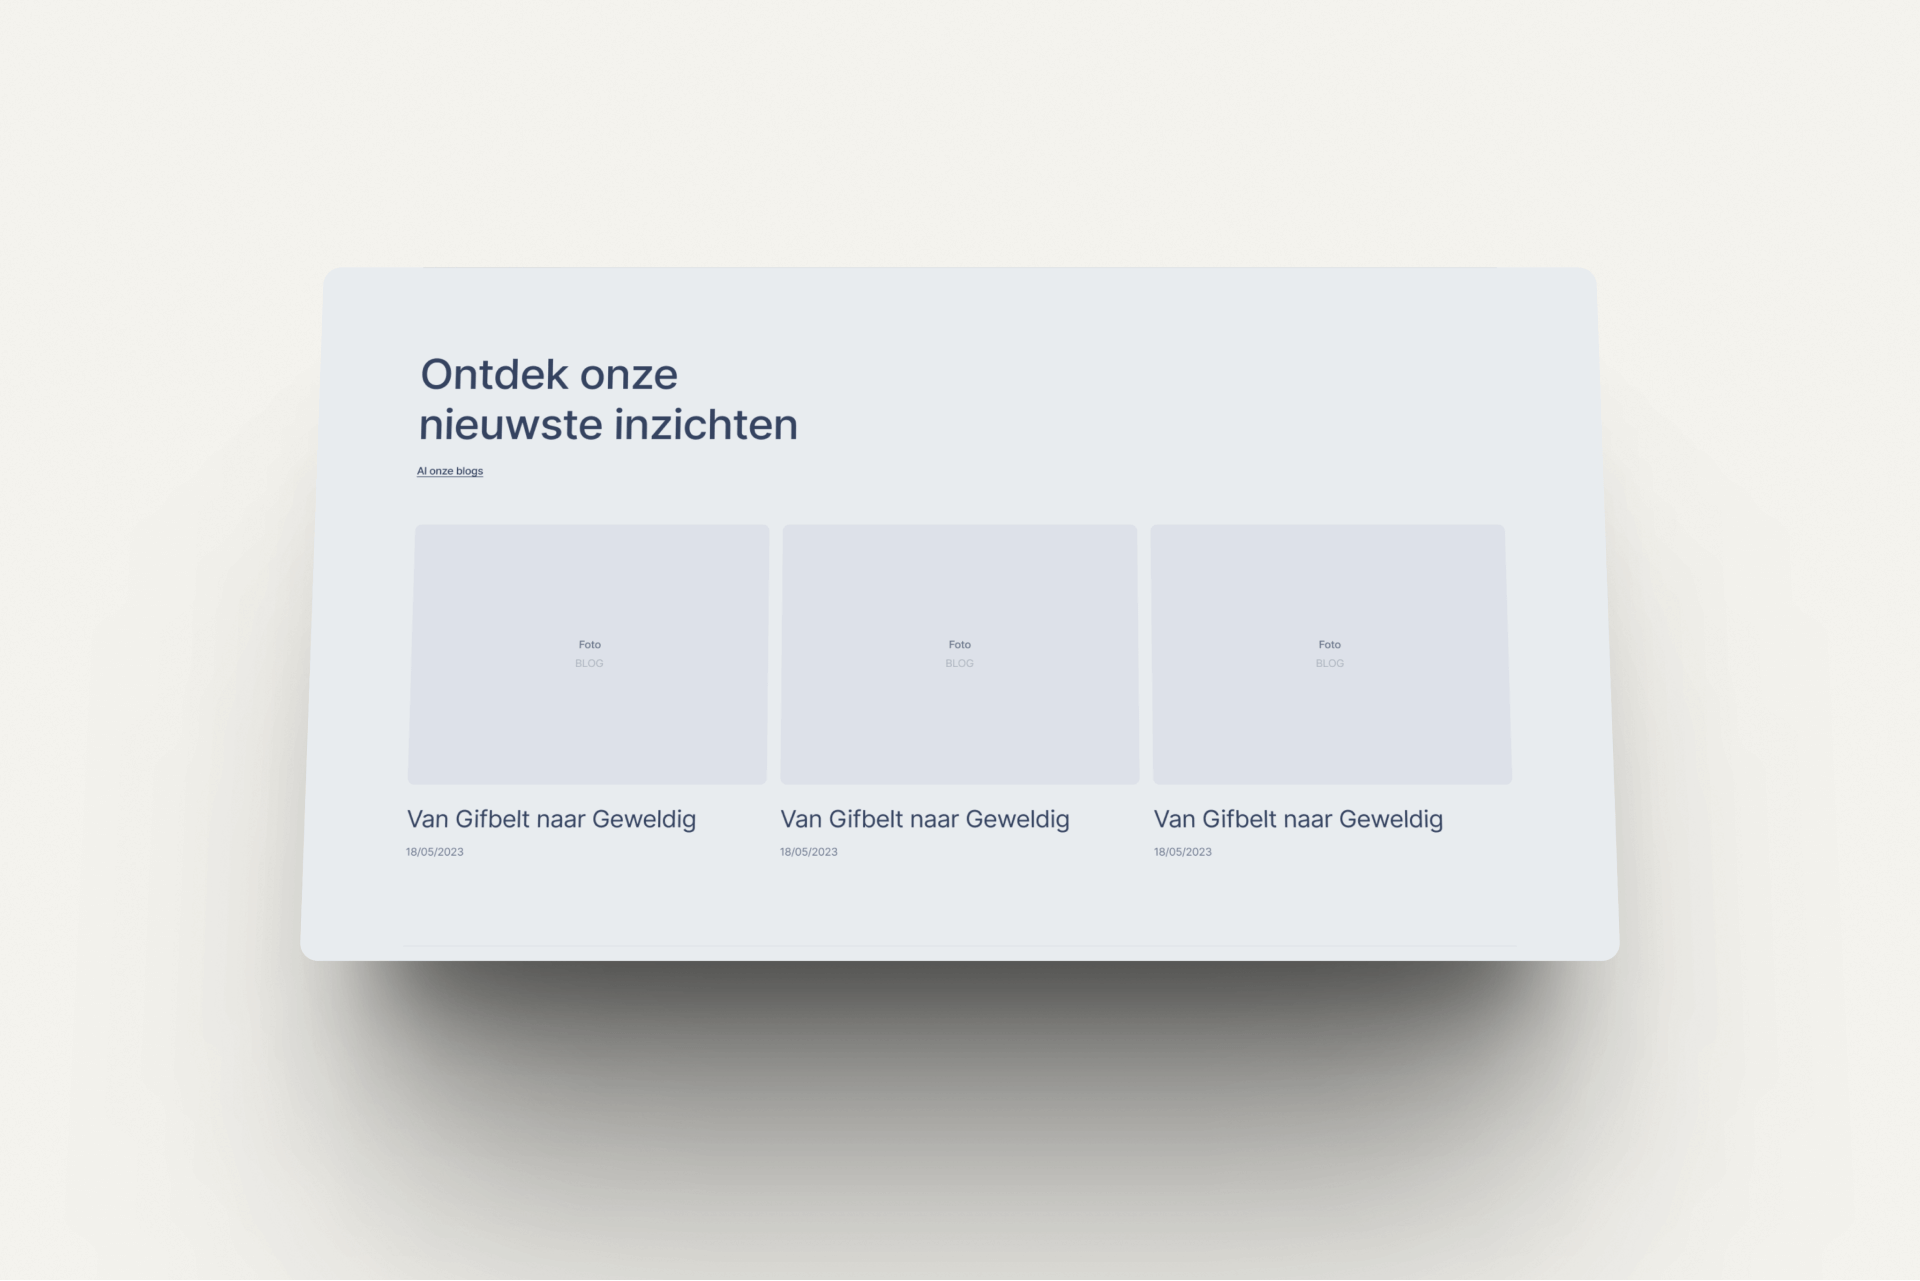 Ontdek onze
nieuwste inzichten
Al onze blogs
Foto
BLOG
Foto
BLOG
Foto
BLOG
Van Gifbelt naar Geweldig
18/05/2023
Van Gifbelt naar Geweldig
18/05/2023
Van Gifbelt naar Geweldig
18/05/2023